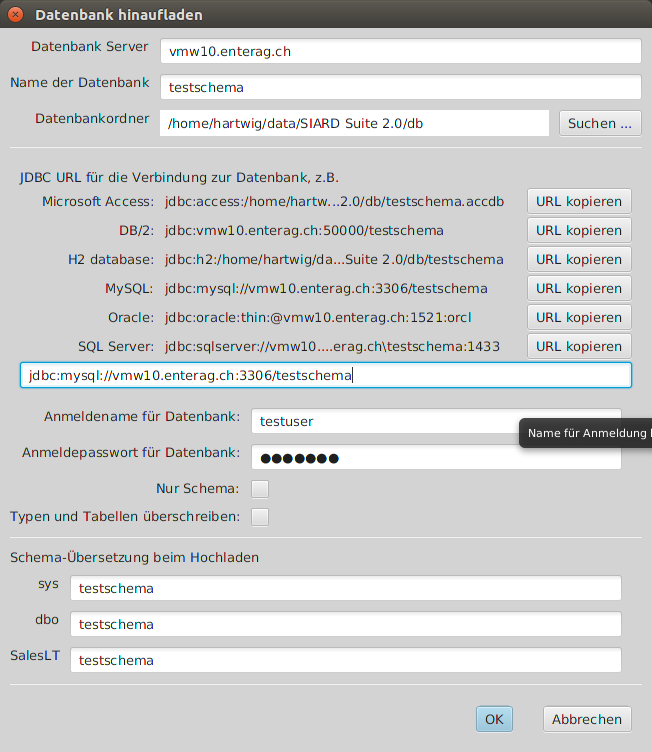 Datenbank hinaufladen
Datenbank Server vmw10.enterag.ch
Name der Datenbank testschema
Datenbankordner /home/hartwig/data/SIARD Suite 2.0/db Suchen ...
JDBC URL für die Verbindung zur Datenbank, z.B.
Microsoft Access: jdbc:access:/home/hartw...2.0/db/testschema.accdb URL kopieren
DB/2: jdbc:vmw10.enterag.ch:50000/testschema URL kopieren
H2 database: jdbc:h2:/home/hartwig/da...Suite 2.0/db/testschema URL kopieren
MySQL: jdbc:mysql://vmw10.enterag.ch:3306/testschema URL kopieren
Oracle: jdbc:oracle:thin:@vmw10.enterag.ch:1521:orcl URL kopieren
SQL Server: jdbc:sqlserver://vmw10....erag.ch\testschema:1433 URL kopieren
jdbc:mysql://vmw10.enterag.ch:3306/testschema
Anmeldename für Datenbank: testuser
Name für Anmeldung
Anmeldepasswort für Datenbank: ●●●●●●●
Nur Schema:
Typen und Tabellen überschreiben:
Schema-Übersetzung beim Hochladen
sys testschema
dbo testschema
SalesLT testschema
OK Abbrechen